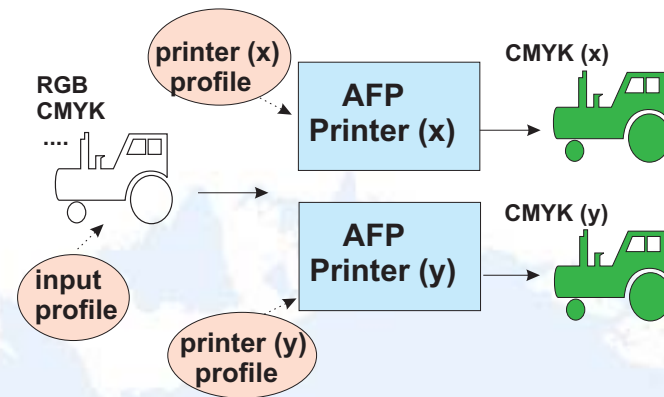 printer (x)
profile
RGB
CMYK
....
AFP
Printer (x)
CMYK (x)
input
profile
AFP
Printer (y)
CMYK (y)
printer (y)
profile